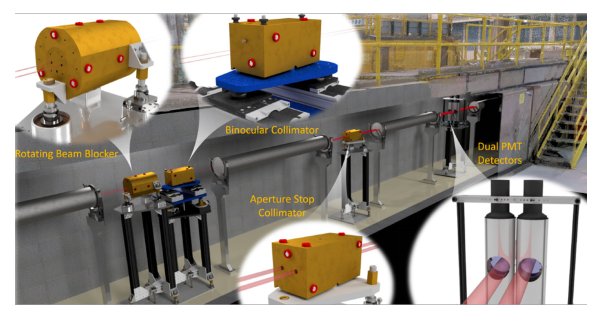 Rotating Beam Blocker
Binocular Collimator
Aperture Stop
Collimator
Dual PMT
Detectors